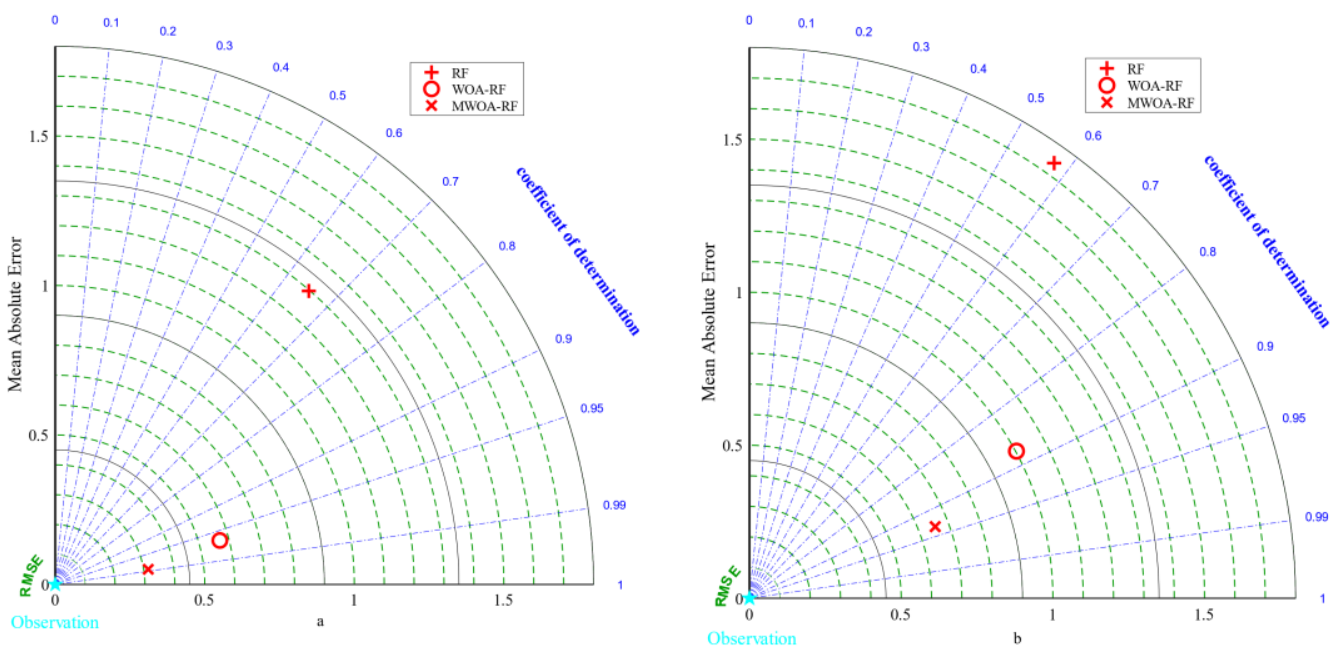 0
0.1
0.2
0.3
0.4
0.5
0.6
0.7
0.8
0.9
0.95
0.99
1
RF
WOA-RF
MWOA-RF
coefficient of determination
Mean Absolute Error
1.5
1
0.5
0
RMSE
0
0.5
1
1.5
Observation
a
0
0.1
0.2
0.3
0.4
0.5
0.6
0.7
0.8
0.9
0.95
0.99
1
RF
WOA-RF
MWOA-RF
coefficient of determination
Mean Absolute Error
1.5
1
0.5
0
RMSE
0
0.5
1
1.5
Observation
b